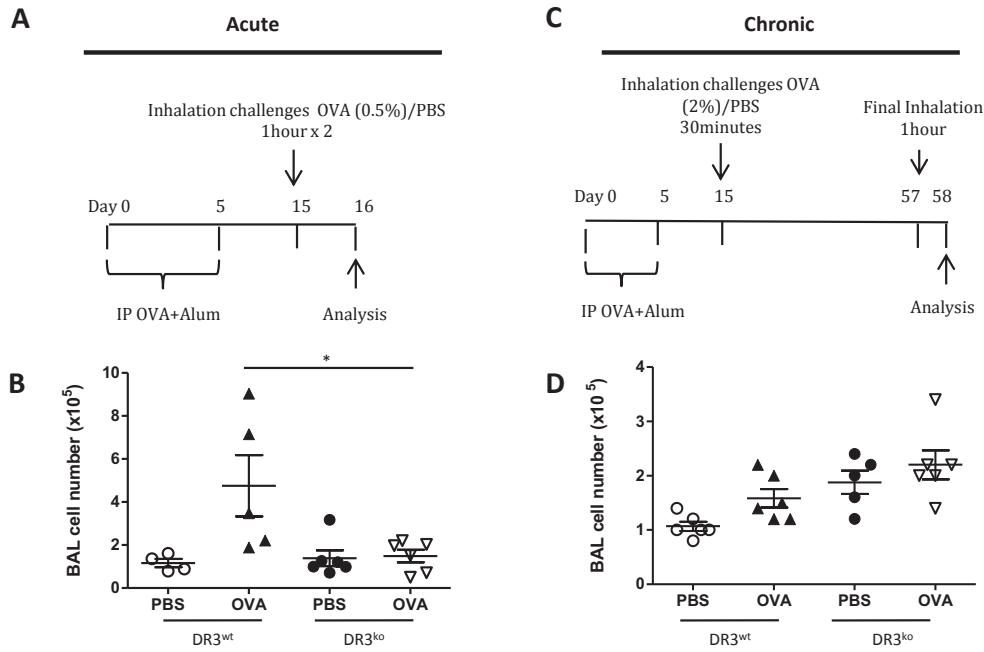 A
Acute
Inhalation challenges OVA (0.5%)/PBS
1hour x 2
Day 0 5 15 16
IP OVA+Alum
Analysis
C
Chronic
Inhalation challenges OVA
(2%)/PBS
30minutes
Final Inhalation
1hour
Day 0 5 15 57 58
IP OVA+Alum
Analysis
B
BAL cell number (x10⁵)
10
8
6
4
2
0
*
PBS OVA PBS OVA
DR3ʷᵗ DR3ᵏᵒ
D
BAL cell number (x10⁵)
4
3
2
1
0
PBS OVA PBS OVA
DR3ʷᵗ DR3ᵏᵒ